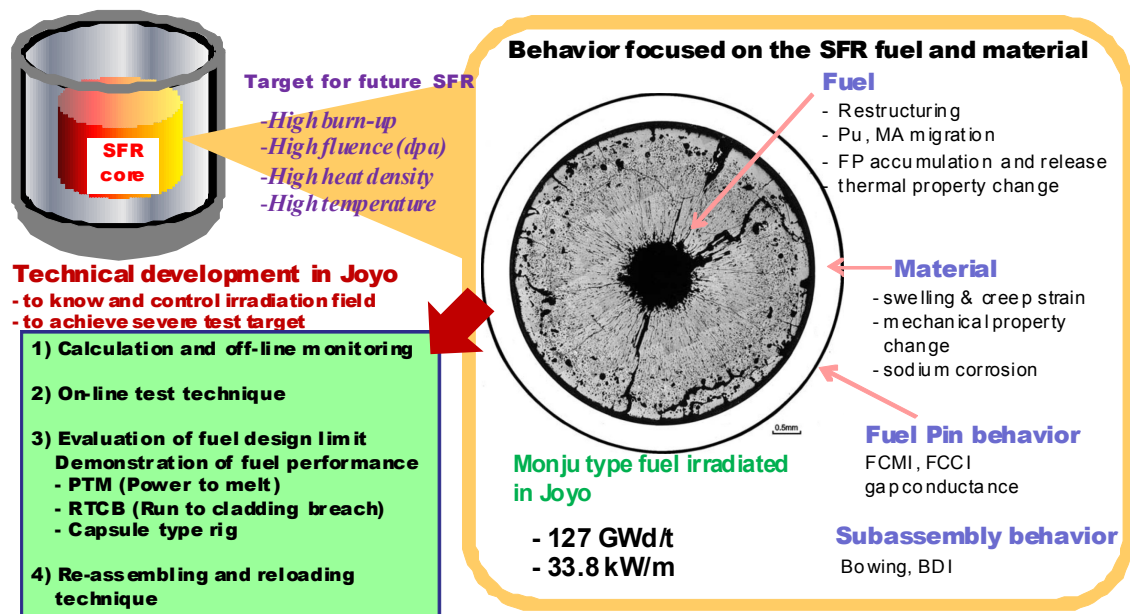 SFR
core
Target for future SFR
-High burn-up
-High fluence (dpa)
-High heat density
-High temperature
Technical development in Joyo
- to know and control irradiation field
- to achieve severe test target
1) Calculation and off-line monitoring
2) On-line test technique
3) Evaluation of fuel design limit
Demonstration of fuel performance
- PTM (Power to melt)
- RTCB (Run to cladding breach)
- Capsule type rig
4) Re-assembling and reloading
technique
Behavior focused on the SFR fuel and material
Fuel
- Restructuring
- Pu, MA migration
- FP accumulation and release
- thermal property change
Material
- swelling & creep strain
- mechanical property
change
- sodium corrosion
0.5mm
Fuel Pin behavior
FCMI, FCCI
gap conductance
Monju type fuel irradiated
in Joyo
- 127 GWd/t
- 33.8 kW/m
Subassembly behavior
Bowing, BDI